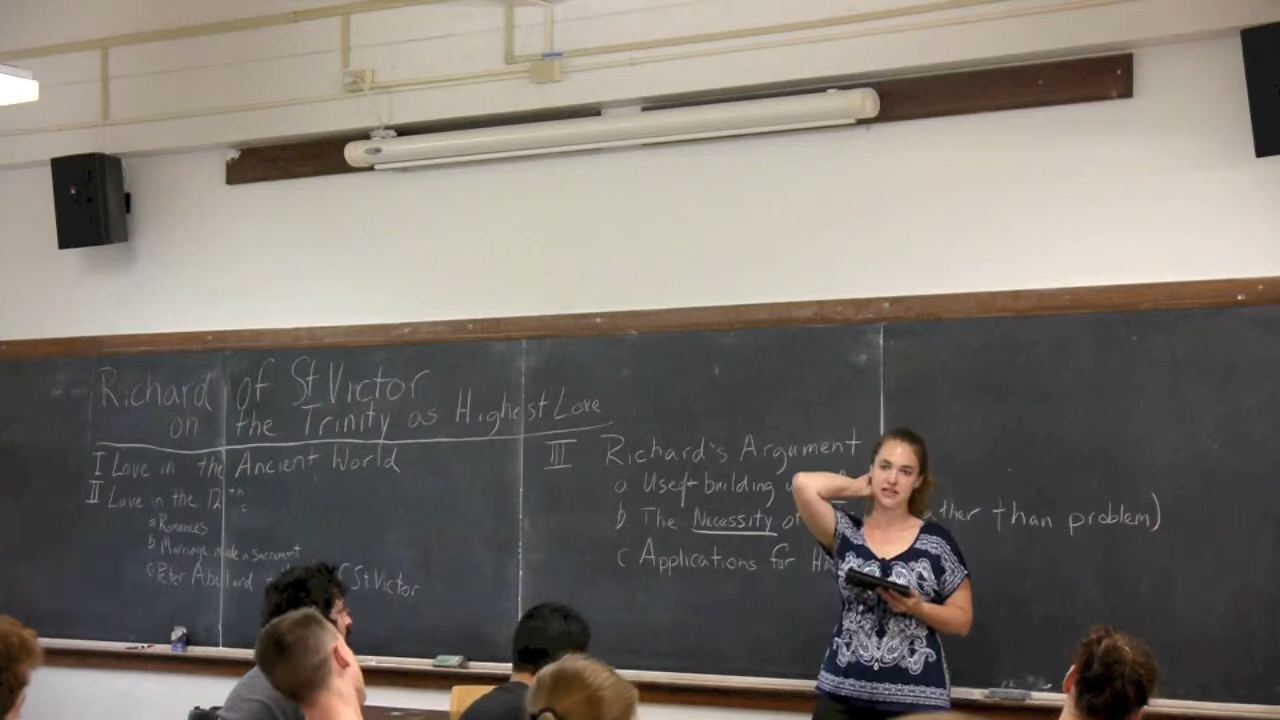 Richard of St Victor
on the Trinity as Highest Love
I Love in the Ancient World
II Love in the 12th c
a Romances
b Marriage made a sacrament
c Peter Abelard St Victor
III Richard's Argument
a Useft building
b The Necessity of ther than problem)
c Applications for H